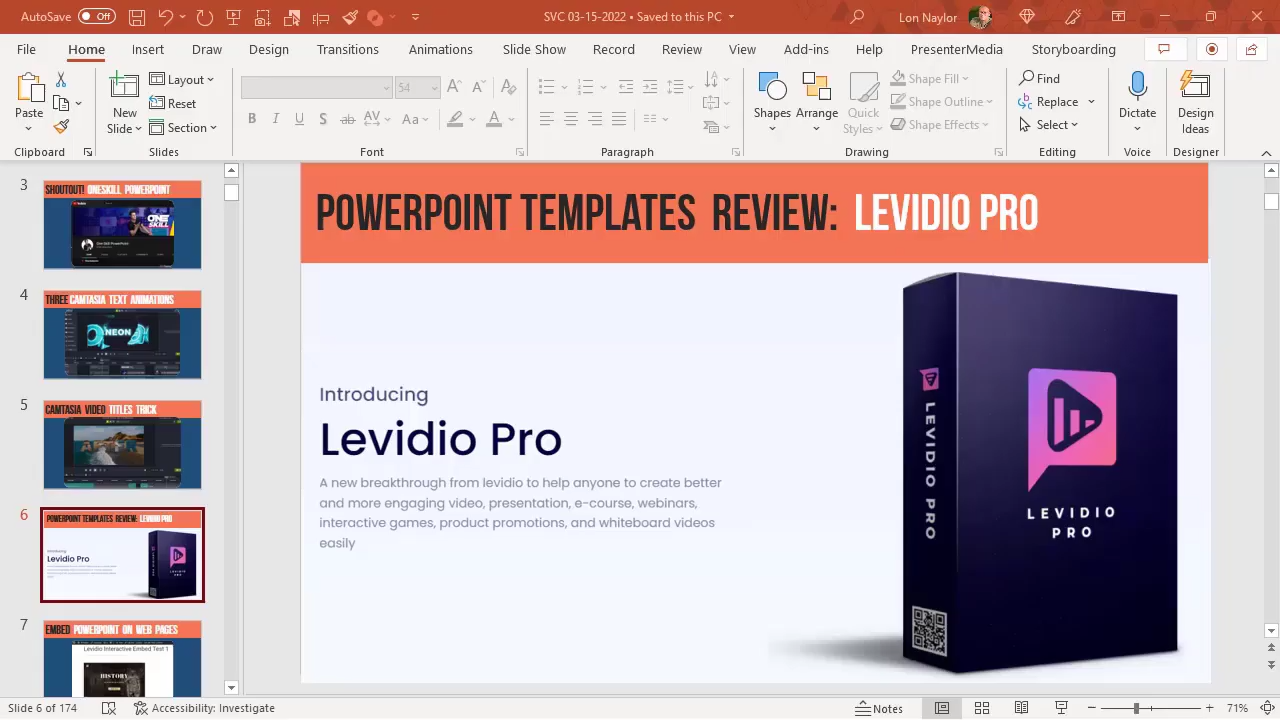 AutoSave Off SVC 03-15-2022 • Saved to this PC Lon Naylor
File Home Insert Draw Design Transitions Animations Slide Show Record Review View Add-ins Help PresenterMedia Storyboarding
Paste
Clipboard
New
Slide
Layout
Reset
Section
Slides
54
B I U S ab AV Aa A
Font
Paragraph
Shapes
Arrange
Quick
Styles
Shape Fill
Shape Outline
Shape Effects
Drawing
Find
Replace
Select
Editing
Dictate
Voice
Design
Ideas
Designer
3
SHOUTOUT! ONESKILL POWERPOINT
ONE
4
THREE CAMTASIA TEXT ANIMATIONS
NEON
5
CAMTASIA VIDEO TITLES TRICK
6
POWERPOINT TEMPLATES REVIEW: LEVIDIO PRO
Introducing
Levidio Pro
LEVIDIO
PRO
7
EMBED POWERPOINT ON WEB PAGES
Levidio Interactive Embed Test 1
HISTORY
POWERPOINT TEMPLATES REVIEW: LEVIDIO PRO
Introducing
Levidio Pro
A new breakthrough from levidio to help anyone to create better
and more engaging video, presentation, e-course, webinars,
interactive games, product promotions, and whiteboard videos
easily
LEVIDIO PRO
LEVIDIO
PRO
Slide 6 of 174 Accessibility: Investigate Notes 71%